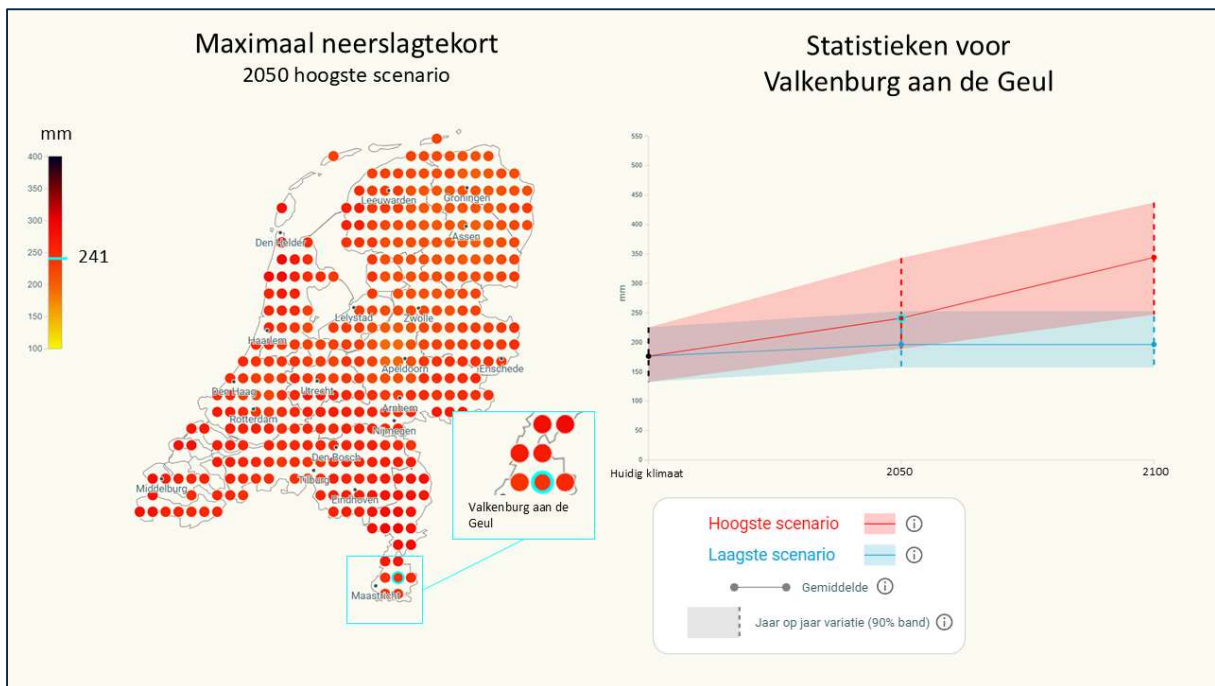 Maximaal neerslagtekort
2050 hoogste scenario
mm
400
350
300
250
241
200
150
100
Leeuwarden
Groningen
Assen
Den Helder
Lelystad
Zwolle
Haarlem
Apeldoorn
Enschede
Den Haag
Utrecht
Rotterdam
Arnhem
Nijmegen
Den Bosch
Middelburg
Tilburg
Eindhoven
Maastricht
Valkenburg aan de
Geul
Statistieken voor
Valkenburg aan de Geul
550
500
450
400
350
300
mm
250
200
150
100
50
0
Huidig klimaat
2050
2100
Hoogste scenario
Laagste scenario
Gemiddelde
Jaar op jaar variatie (90% band)